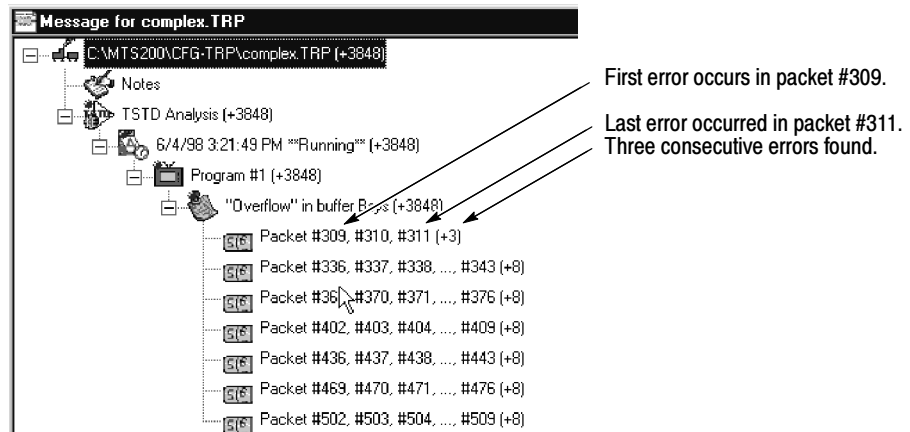 Message for complex.TRP
C:\MTS200\CFG-TRP\complex.TRP (+3848)
Notes
TSTD Analysis (+3848)
6/4/98 3:21:49 PM **Running** (+3848)
Program #1 (+3848)
"Overflow" in buffer Bsys (+3848)
Packet #309, #310, #311 (+3)
Packet #336, #337, #338, ..., #343 (+8)
Packet #370, #371, ..., #376 (+8)
Packet #402, #403, #404, ..., #409 (+8)
Packet #436, #437, #438, ..., #443 (+8)
Packet #469, #470, #471, ..., #476 (+8)
Packet #502, #503, #504, ..., #509 (+8)
First error occurs in packet #309.
Last error occurred in packet #311.
Three consecutive errors found.